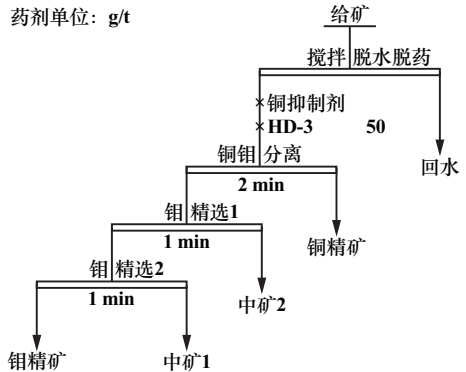 药剂单位：g/t
给矿
搅拌 脱水脱药
铜抑制剂
HD-3 50
回水
铜钼 分离
2 min
钼 精选1
1 min
铜精矿
钼 精选2
1 min
中矿2
钼精矿
中矿1